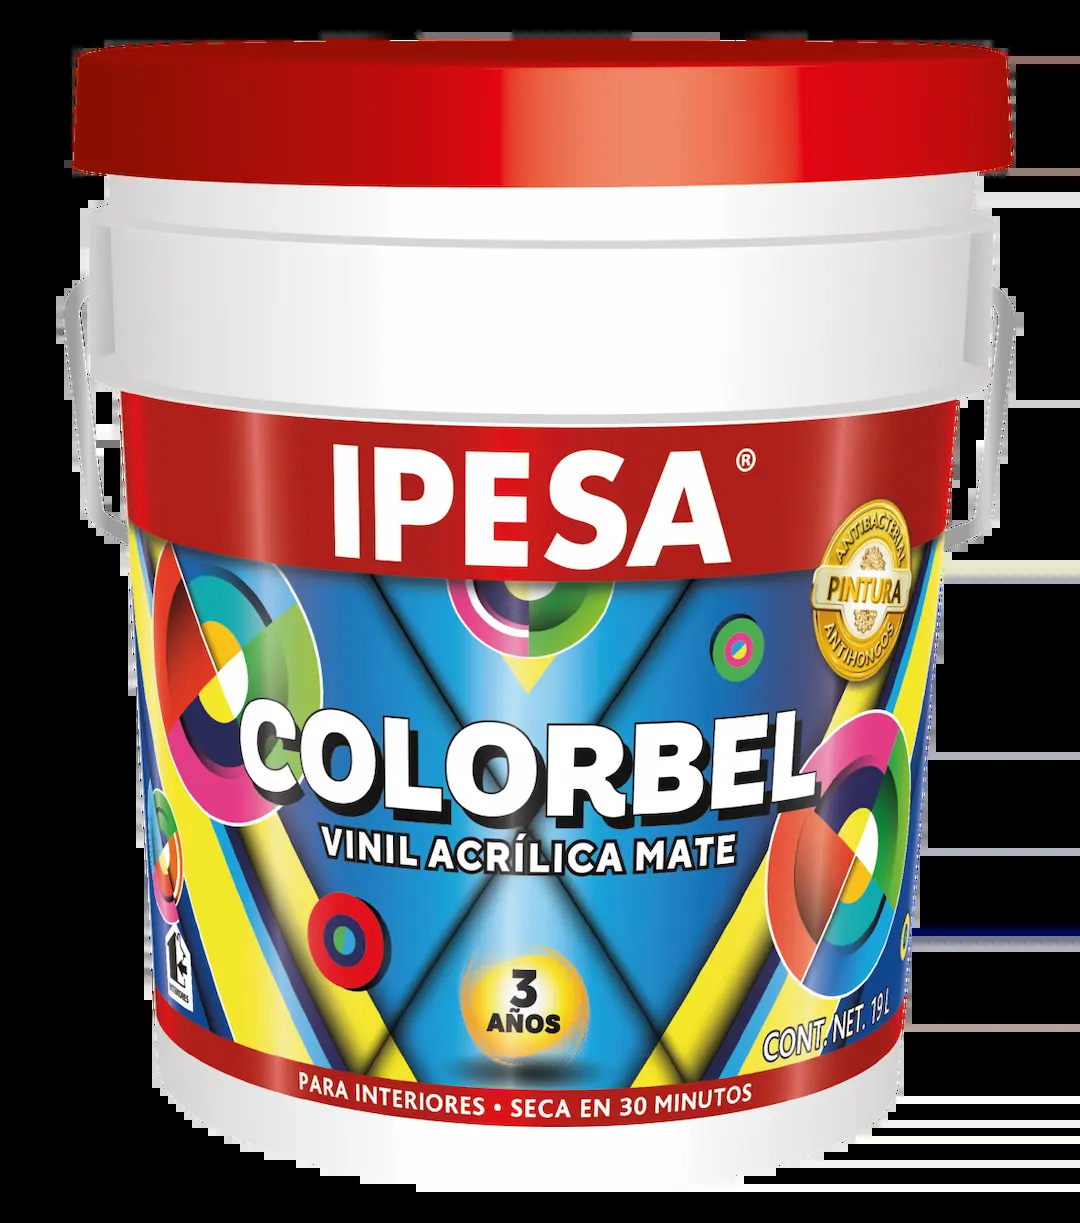 IPESA®
ANTIBACTERIAL
PINTURA
ANTIHONGOS
COLORBEL
VINIL ACRÍLICA MATE
INTERIORES
3
AÑOS
CONT. NET. 19 L
PARA INTERIORES • SECA EN 30 MINUTOS